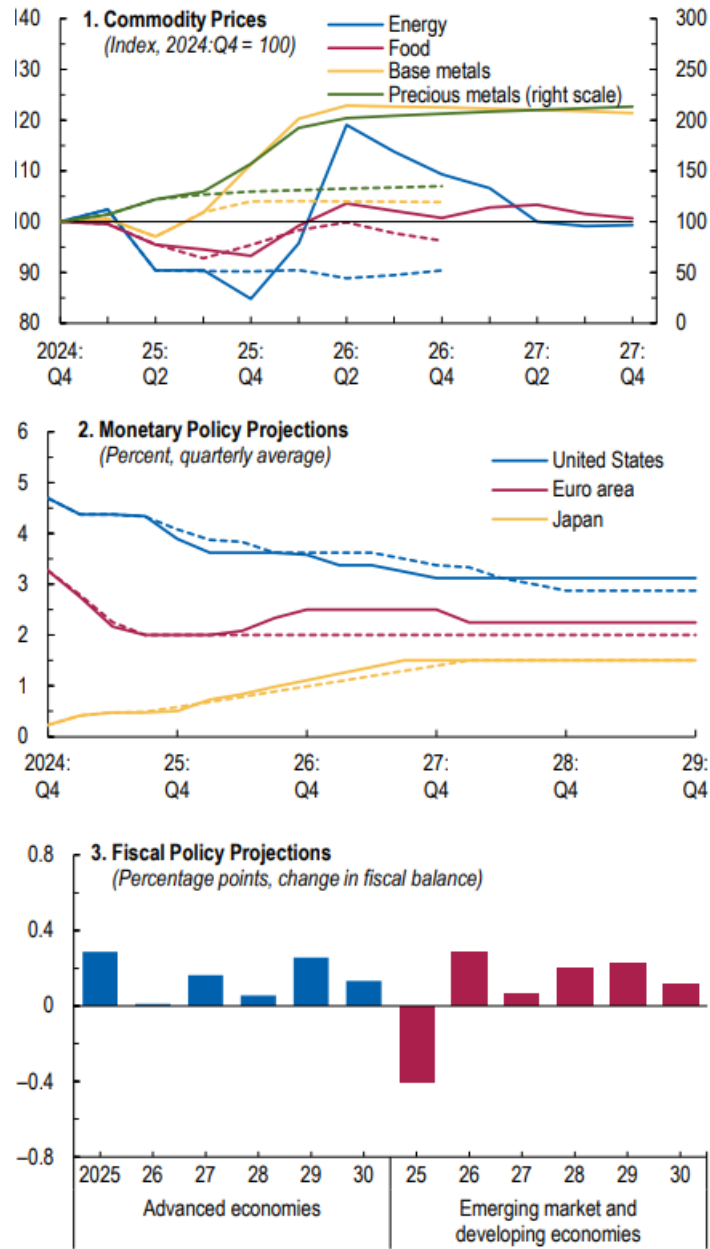 1. Commodity Prices
(Index, 2024:Q4 = 100)
Energy
Food
Base metals
Precious metals (right scale)
140
130
120
110
100
90
80
300
250
200
150
100
50
0
2024: 25: 25: 26: 26: 27: 27:
Q4 Q2 Q4 Q2 Q4 Q2 Q4
2. Monetary Policy Projections
(Percent, quarterly average)
United States
Euro area
Japan
6
5
4
3
2
1
0
2024: 25: 26: 27: 28: 29:
Q4 Q4 Q4 Q4 Q4 Q4
3. Fiscal Policy Projections
(Percentage points, change in fiscal balance)
0.8
0.4
0
–0.4
–0.8
2025 26 27 28 29 30 25 26 27 28 29 30
Advanced economies
Emerging market and
developing economies